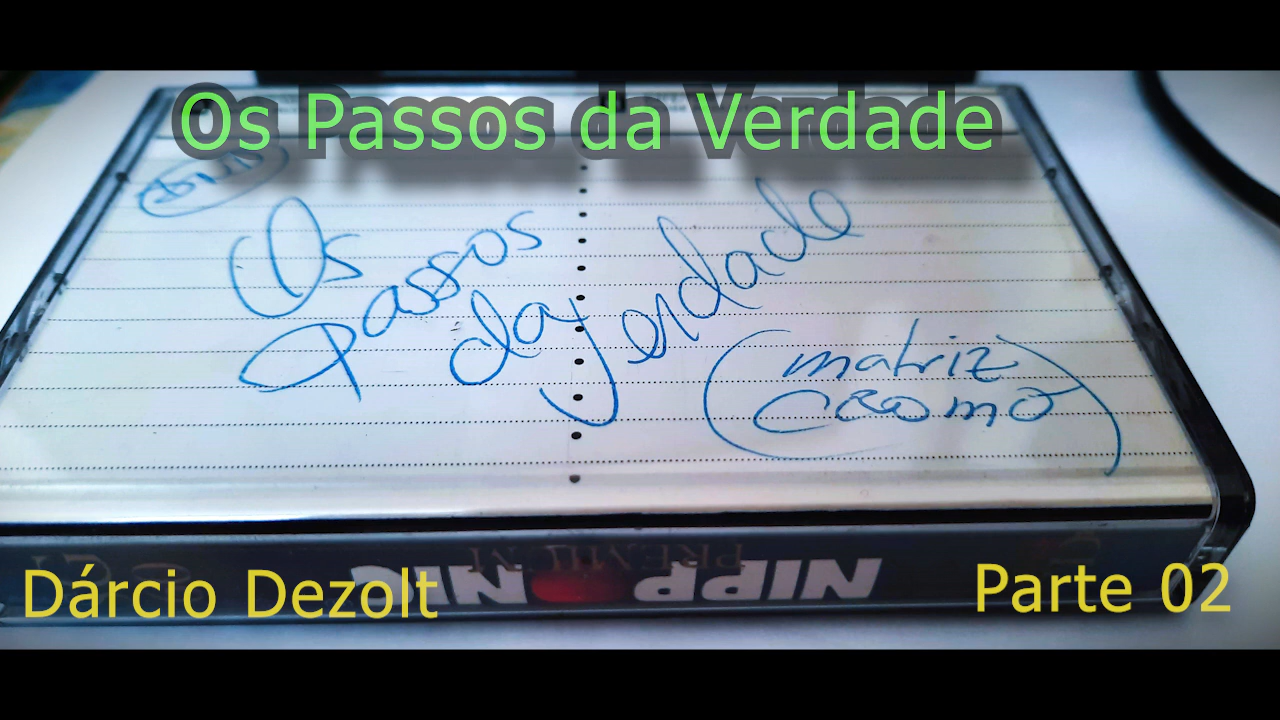 Os Passos da Verdade
Os
Passos
da Verdade
(matriz
CROMO)
PREMIUM
NIPPONIC
Dárcio Dezolt
Parte 02